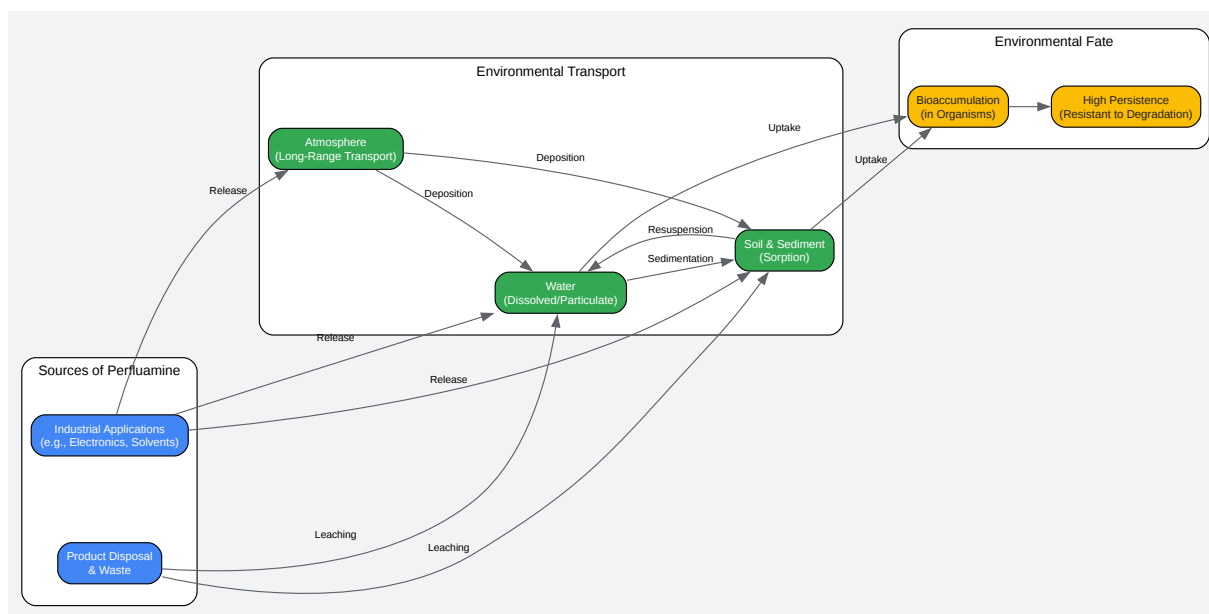 Environmental Fate
Bioaccumulation
(in Organisms)
High Persistence
(Resistant to Degradation)
Environmental Transport
Atmosphere
(Long-Range Transport)
Uptake
Deposition
Uptake
Release
Deposition
Resuspension
Soil & Sediment
(Sorption)
Sedimentation
Water
(Dissolved/Particulate)
Release
Sources of Perfluamine
Release
Industrial Applications
(e.g., Electronics, Solvents)
Leaching
Leaching
Product Disposal
& Waste